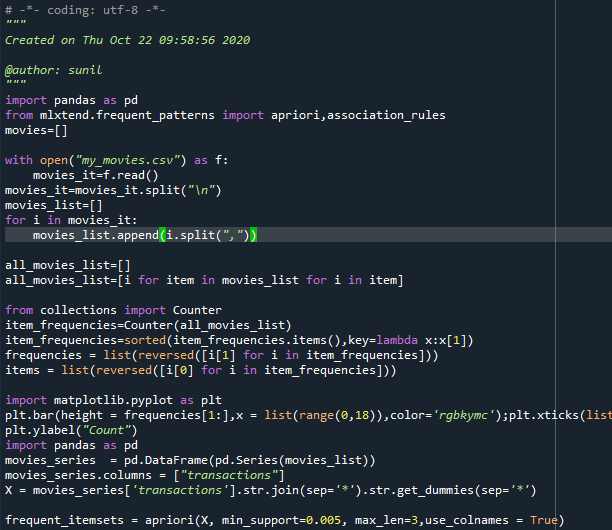 # -*- coding: utf-8 -*-
"""
Created on Thu Oct 22 09:58:56 2020

@author: sunil
"""
import pandas as pd
from mlxtend.frequent_patterns import apriori,association_rules
movies=[]

with open("my_movies.csv") as f:
    movies_it=f.read()
movies_it=movies_it.split("\n")
movies_list=[]
for i in movies_it:
    movies_list.append(i.split(","))

all_movies_list=[]
all_movies_list=[i for item in movies_list for i in item]

from collections import Counter
item_frequencies=Counter(all_movies_list)
item_frequencies=sorted(item_frequencies.items(),key=lambda x:x[1])
frequencies = list(reversed([i[1] for i in item_frequencies]))
items = list(reversed([i[0] for i in item_frequencies]))

import matplotlib.pyplot as plt
plt.bar(height = frequencies[1:],x = list(range(0,18)),color='rgbkymc');plt.xticks(list
plt.ylabel("Count")
import pandas as pd
movies_series  = pd.DataFrame(pd.Series(movies_list))
movies_series.columns = ["transactions"]
X = movies_series['transactions'].str.join(sep='*').str.get_dummies(sep='*')

frequent_itemsets = apriori(X, min_support=0.005, max_len=3,use_colnames = True)